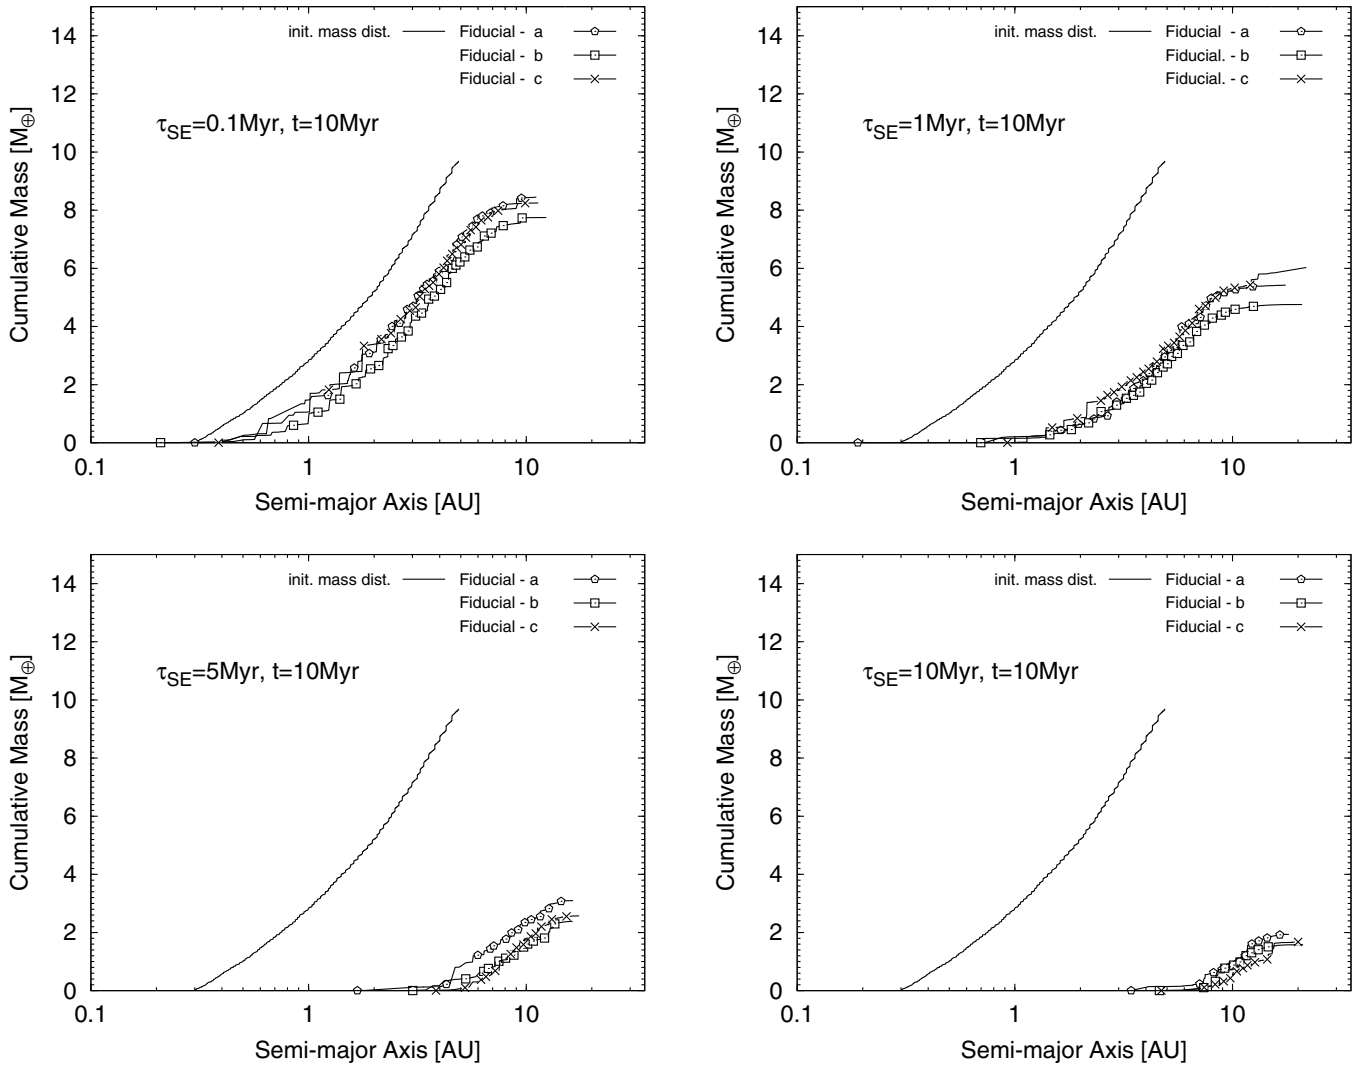 init. mass dist.
Fiducial - a
Fiducial - b
Fiducial - c
τSE=0.1Myr, t=10Myr
Cumulative Mass [M⊕]
14
12
10
8
6
4
2
0
0.1 1 10
Semi-major Axis [AU]
init. mass dist.
Fiducial - a
Fiducial. - b
Fiducial. - c
τSE=1Myr, t=10Myr
Cumulative Mass [M⊕]
14
12
10
8
6
4
2
0
0.1 1 10
Semi-major Axis [AU]
init. mass dist.
Fiducial - a
Fiducial - b
Fiducial - c
τSE=5Myr, t=10Myr
Cumulative Mass [M⊕]
14
12
10
8
6
4
2
0
0.1 1 10
Semi-major Axis [AU]
init. mass dist.
Fiducial - a
Fiducial - b
Fiducial - c
τSE=10Myr, t=10Myr
Cumulative Mass [M⊕]
14
12
10
8
6
4
2
0
0.1 1 10
Semi-major Axis [AU]